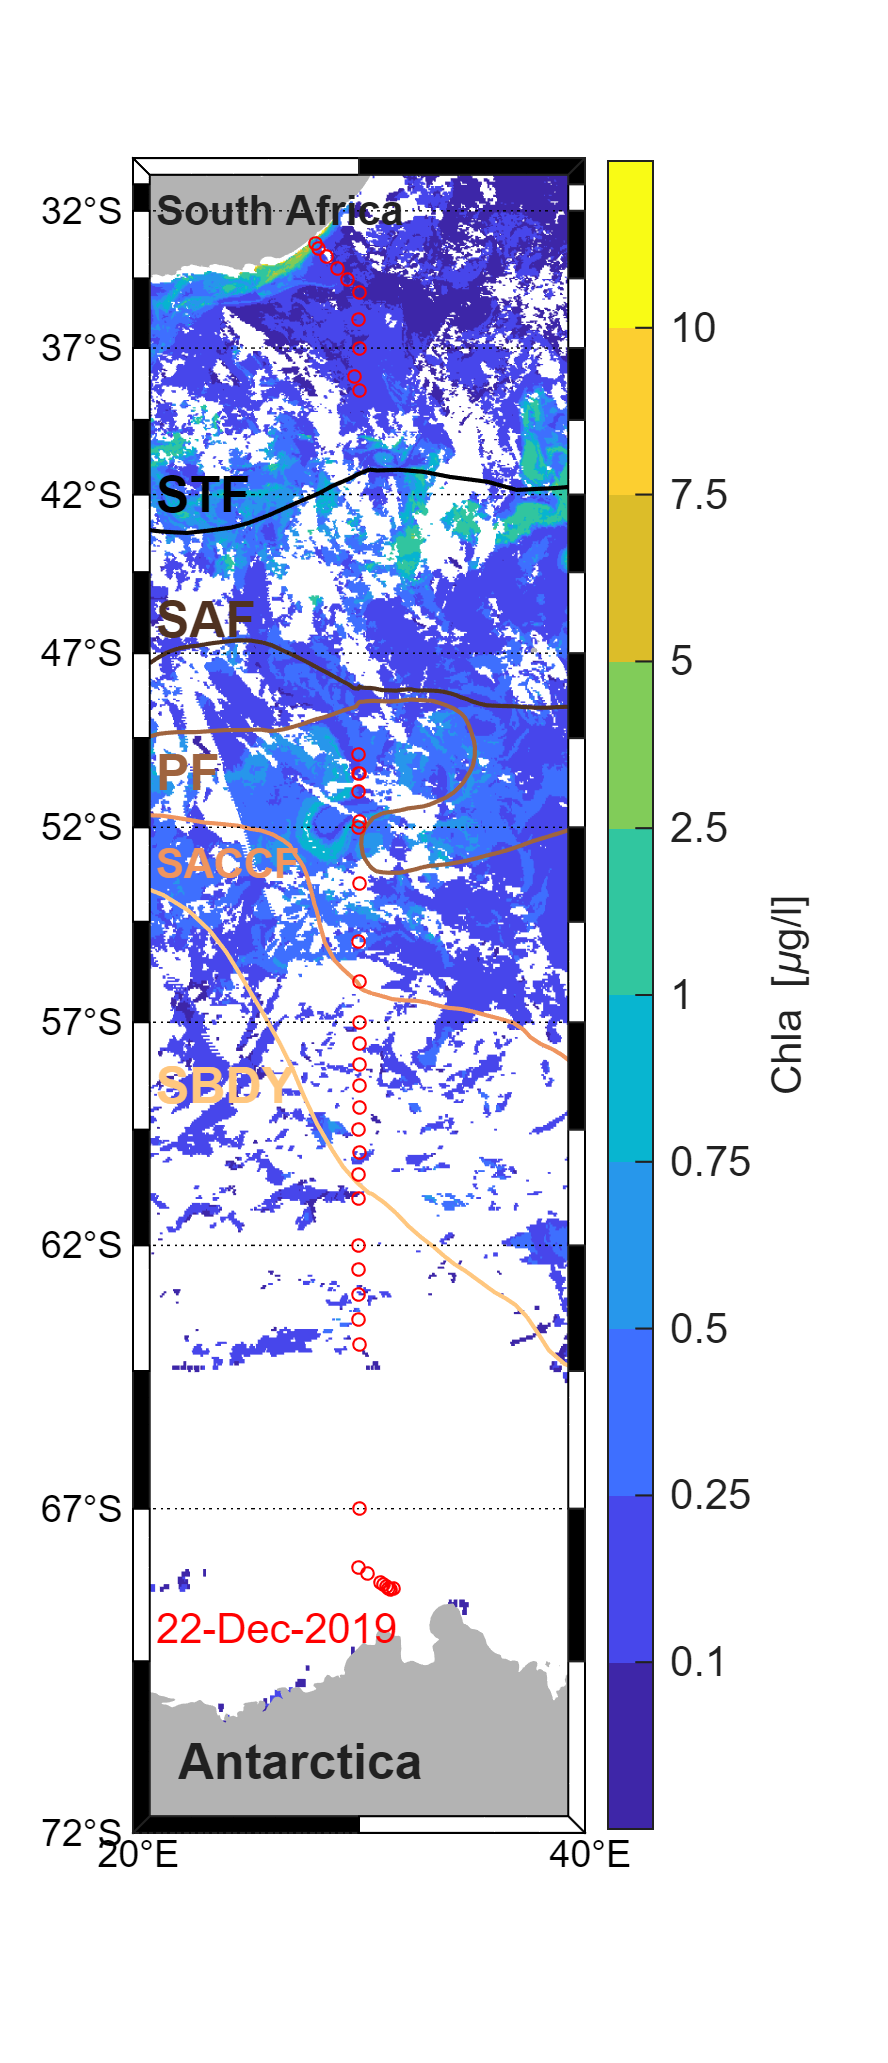 South Africa
32°S
37°S
STF
42°S
SAF
47°S
PF
52°S
SACCF
57°S
SBDY
62°S
67°S
22-Dec-2019
Antarctica
72°S
20°E
40°E
10
7.5
5
2.5
1
0.75
0.5
0.25
0.1
Chla [µg/l]